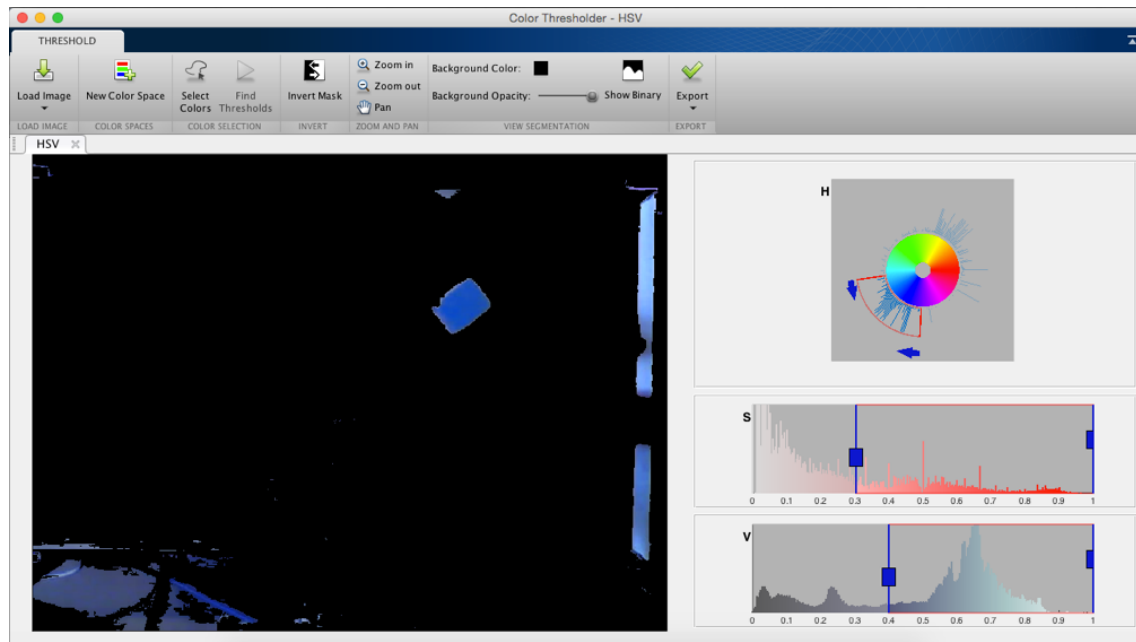 Color Thresholder - HSV
THRESHOLD
Load Image
New Color Space
Select Colors
Find Thresholds
Invert Mask
Zoom in
Zoom out
Pan
Background Color:
Background Opacity:
Show Binary
Export
LOAD IMAGE
COLOR SPACES
COLOR SELECTION
INVERT
ZOOM AND PAN
VIEW SEGMENTATION
EXPORT
HSV
H
S
0 0.1 0.2 0.3 0.4 0.5 0.6 0.7 0.8 0.9 1
V
0 0.1 0.2 0.3 0.4 0.5 0.6 0.7 0.8 0.9 1